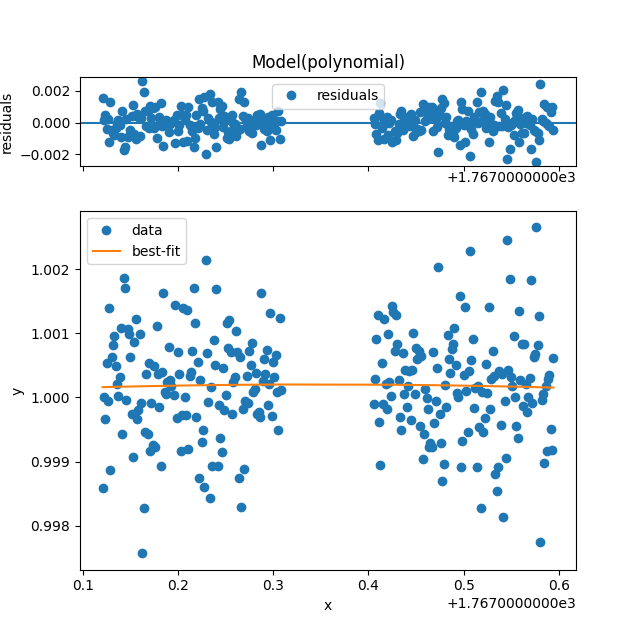 Model(polynomial)
residuals
0.002
0.000
−0.002
residuals
+1.7670000000e3
data
best-fit
1.002
1.001
1.000
0.999
0.998
y
0.1 0.2 0.3 0.4 0.5 0.6
x
+1.7670000000e3